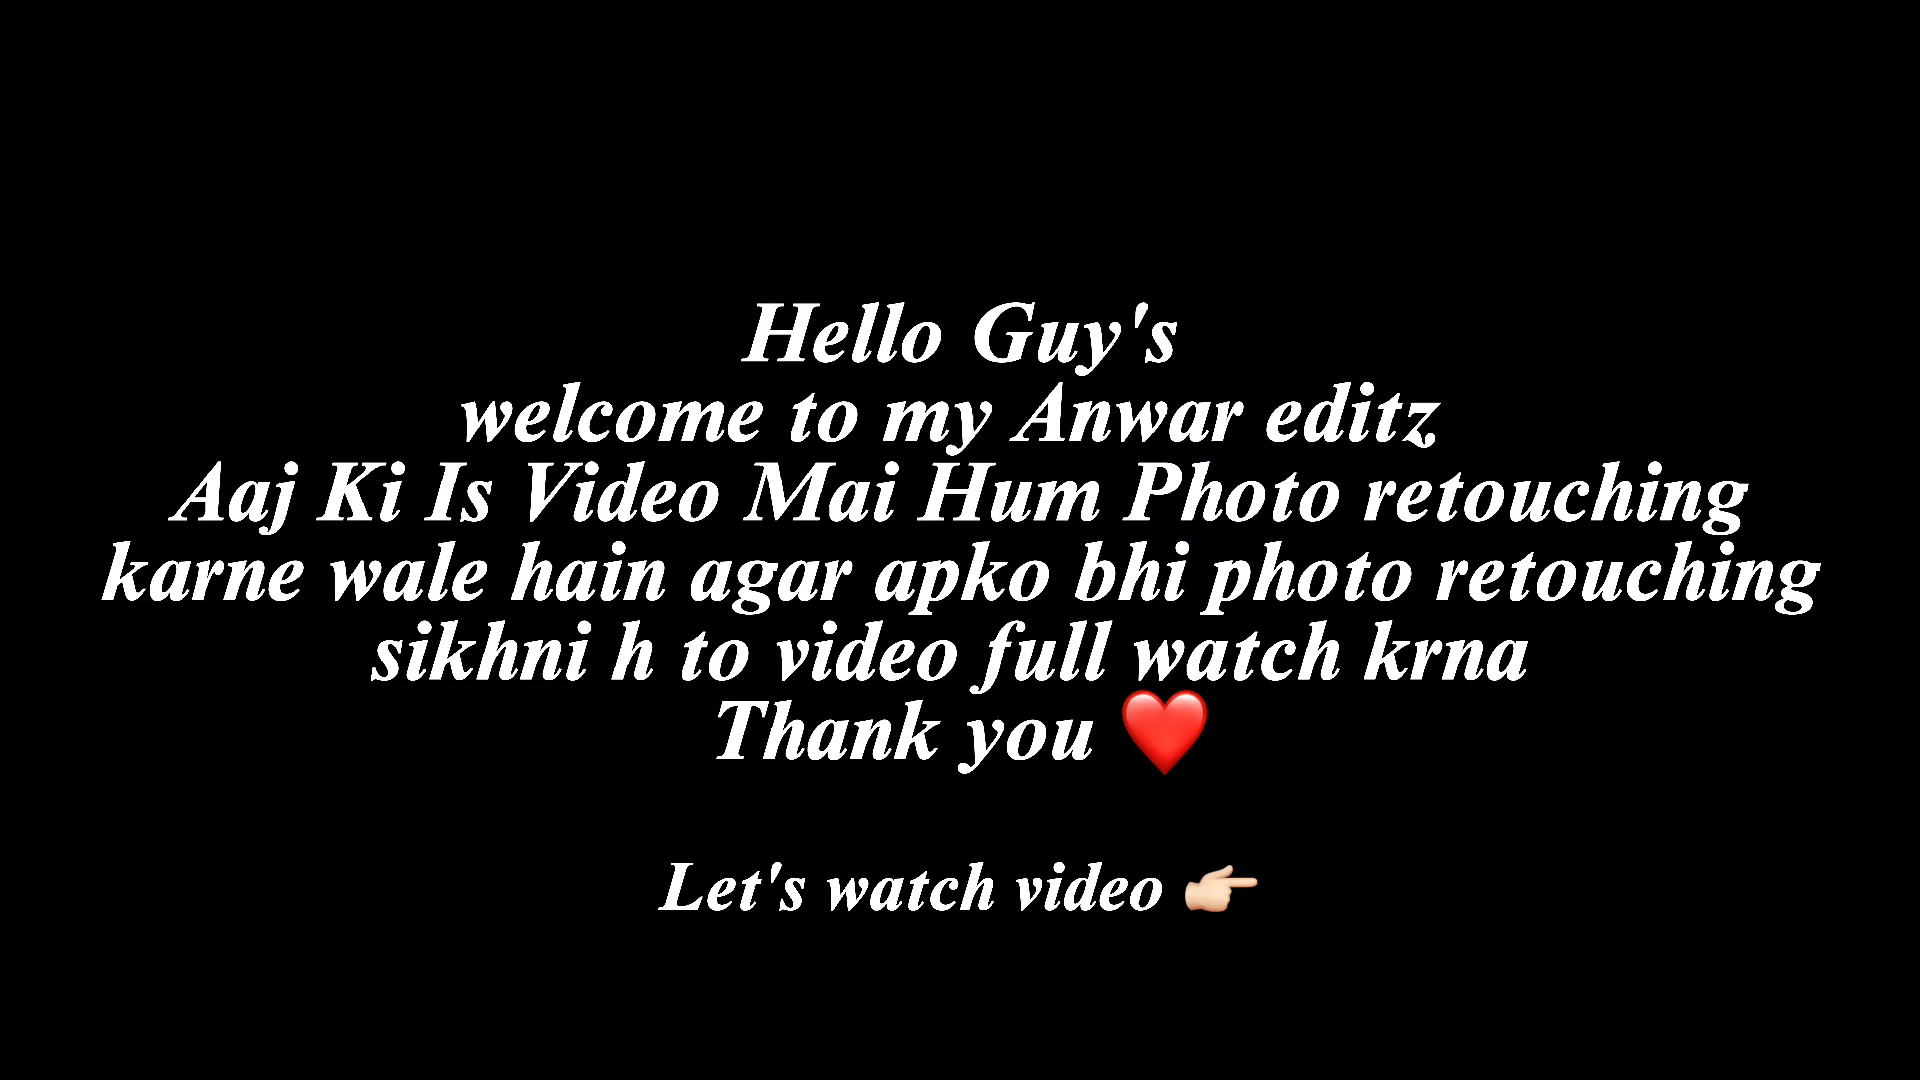 Hello Guy's
welcome to my Anwar editz
Aaj Ki Is Video Mai Hum Photo retouching
karne wale hain agar apko bhi photo retouching
sikhni h to video full watch krna
Thank you ❤️
Let's watch video 👉🏻